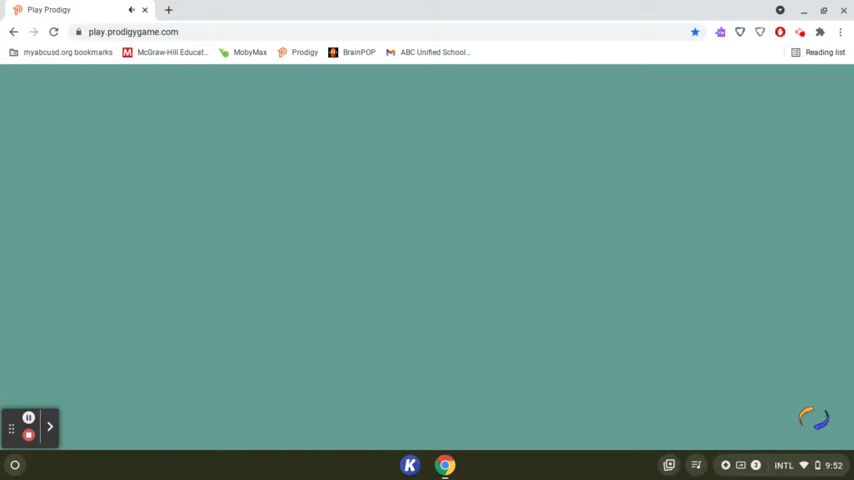 Play Prodigy
play.prodigygame.com
myabcusd.org bookmarks M McGraw-Hill Educat... MobyMax Prodigy BrainPOP ABC Unified School... Reading list
K 3 INTL 9:52